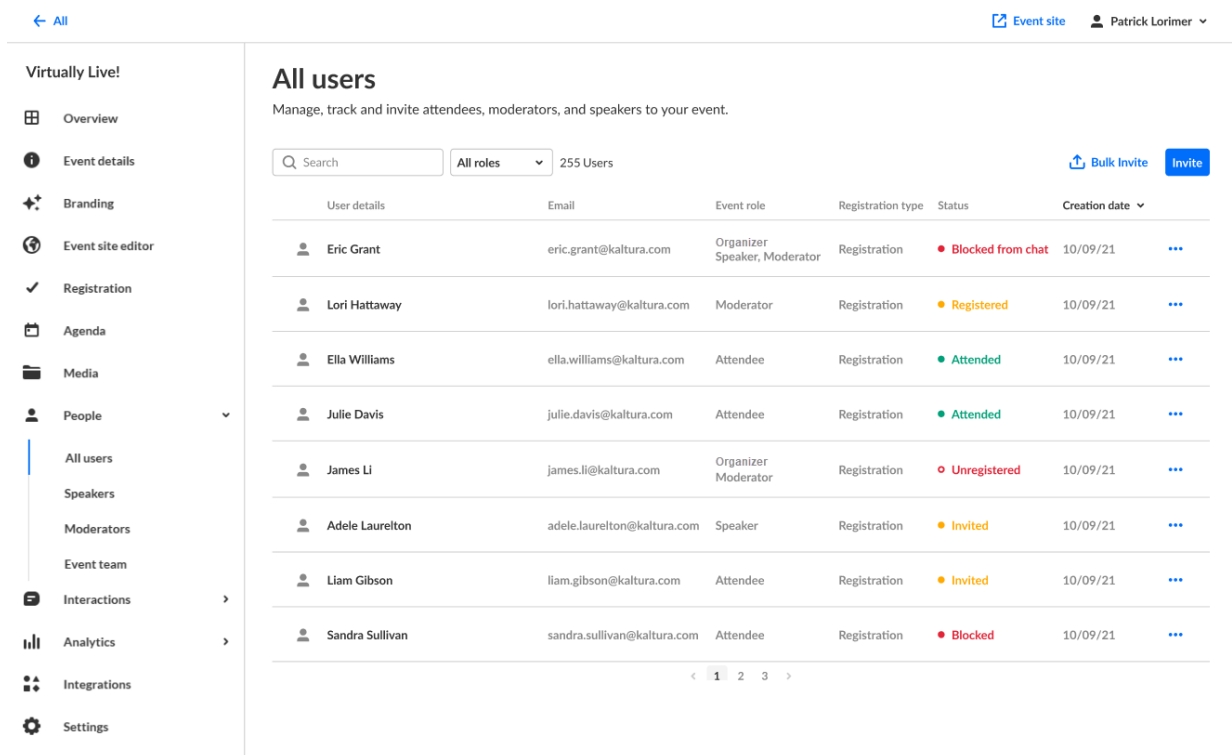 All
Event site
Patrick Lorimer
Virtually Live!
Overview
Event details
Branding
Event site editor
Registration
Agenda
Media
People
All users
Speakers
Moderators
Event team
Interactions
Analytics
Integrations
Settings
All users
Manage, track and invite attendees, moderators, and speakers to your event.
Search
All roles
255 Users
Bulk Invite
Invite
User details Email Event role Registration type Status Creation date
Eric Grant eric.grant@kaltura.com Organizer Registration Blocked from chat 10/09/21
Speaker, Moderator
Lori Hattaway lori.hattaway@kaltura.com Moderator Registration Registered 10/09/21
Ella Williams ella.williams@kaltura.com Attendee Registration Attended 10/09/21
Julie Davis julie.davis@kaltura.com Attendee Registration Attended 10/09/21
James Li james.li@kaltura.com Organizer Registration Unregistered 10/09/21
Moderator
Adele Laurelton adele.laurelton@kaltura.com Speaker Registration Invited 10/09/21
Liam Gibson liam.gibson@kaltura.com Attendee Registration Invited 10/09/21
Sandra Sullivan sandra.sullivan@kaltura.com Attendee Registration Blocked 10/09/21
1 2 3